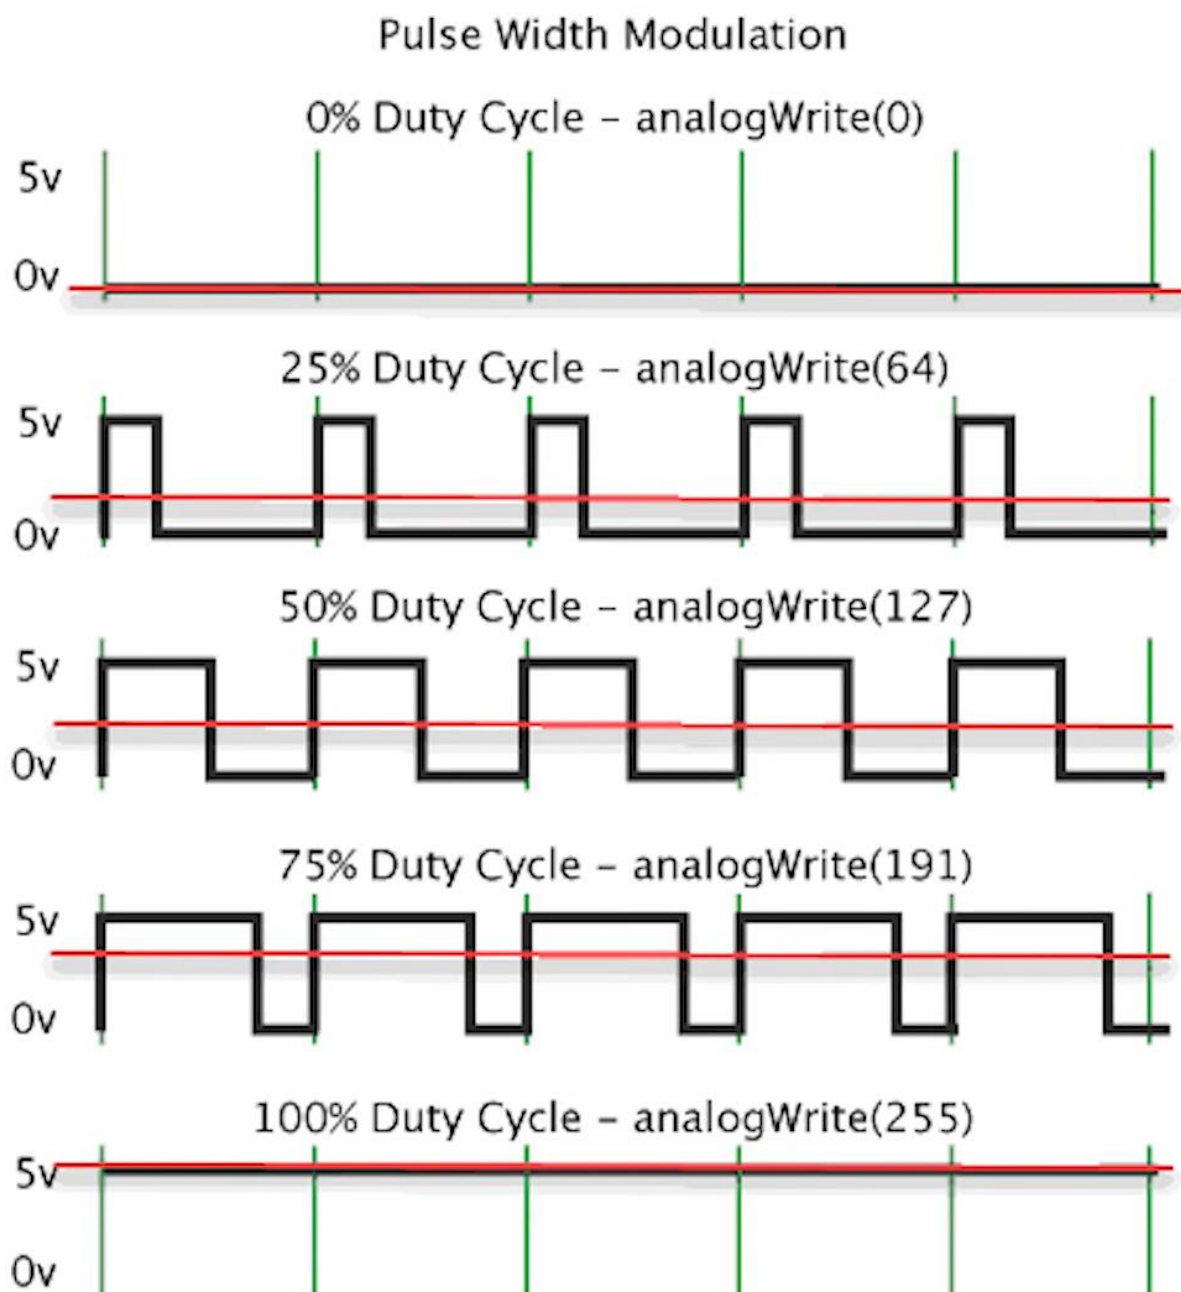 Pulse Width Modulation
0% Duty Cycle – analogWrite(0)
5v
0v
25% Duty Cycle – analogWrite(64)
5v
0v
50% Duty Cycle – analogWrite(127)
5v
0v
75% Duty Cycle – analogWrite(191)
5v
0v
100% Duty Cycle – analogWrite(255)
5v
0v